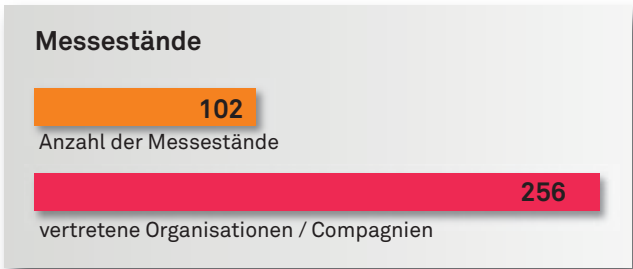 Messestände
102
Anzahl der Messestände
256
vertretene Organisationen / Compagnien